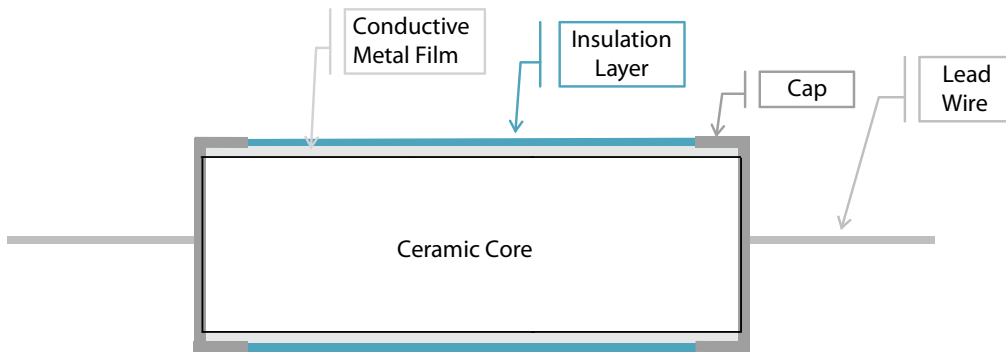 Conductive
Metal Film
Insulation
Layer
Cap
Lead
Wire
Ceramic Core